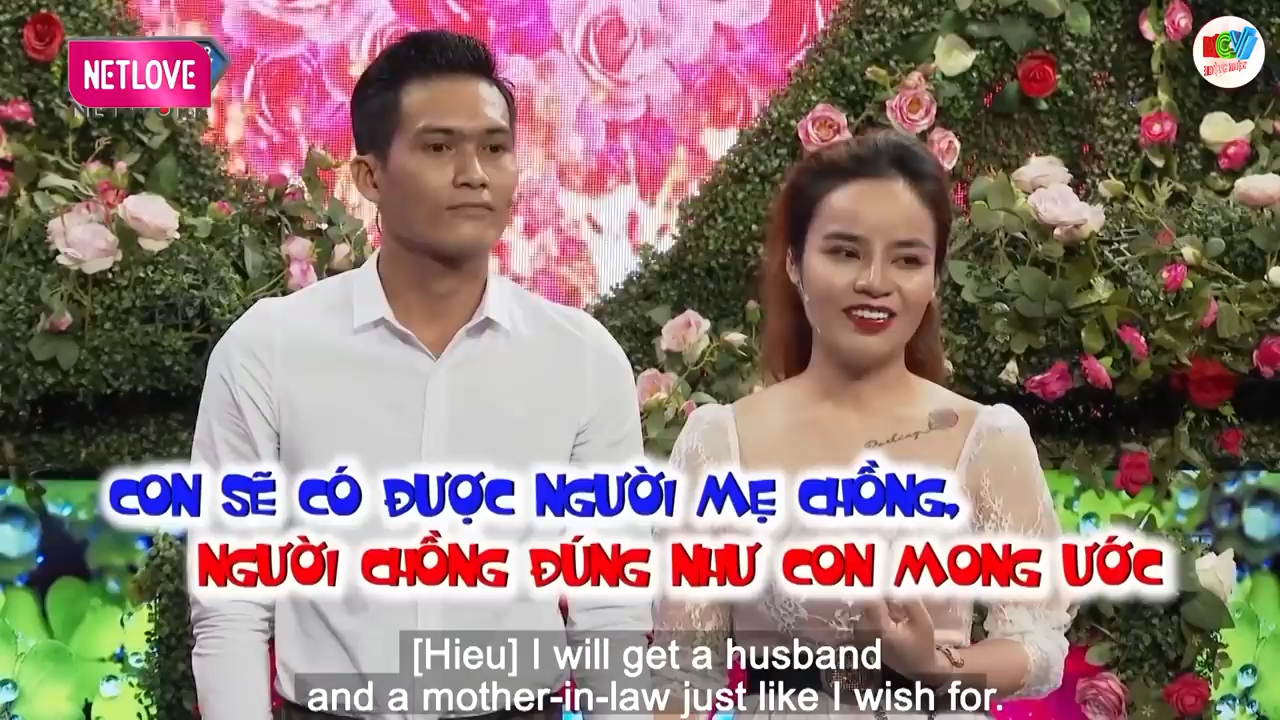 NETLOVE
CON SẼ CÓ ĐƯỢC NGƯỜI MẸ CHỒNG,
NGƯỜI CHỒNG ĐÚNG NHƯ CON MONG ƯỚC
[Hieu] I will get a husband
and a mother-in-law just like I wish for.